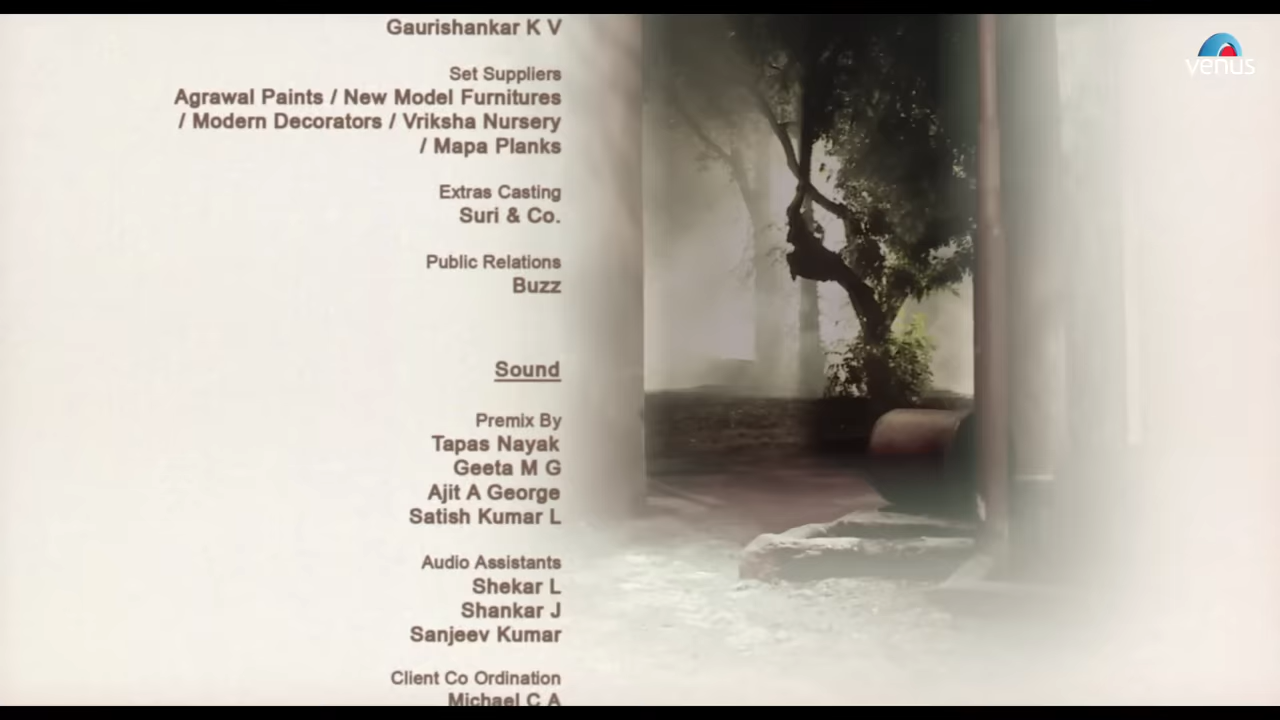 Gaurishankar K V
Set Suppliers
Agrawal Paints / New Model Furnitures
/ Modern Decorators / Vriksha Nursery
/ Mapa Planks
Extras Casting
Suri & Co.
Public Relations
Buzz
Sound
Premix By
Tapas Nayak
Geeta M G
Ajit A George
Satish Kumar L
Audio Assistants
Shekar L
Shankar J
Sanjeev Kumar
Client Co Ordination
Michael C A
venus